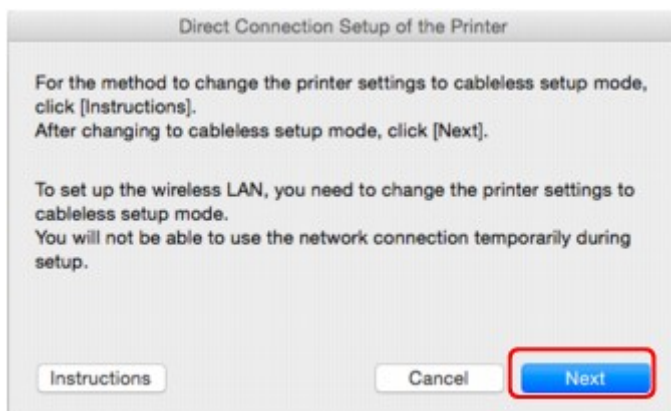 Direct Connection Setup of the Printer
For the method to change the printer settings to cableless setup mode,
click [Instructions].
After changing to cableless setup mode, click [Next].
To set up the wireless LAN, you need to change the printer settings to
cableless setup mode.
You will not be able to use the network connection temporarily during
setup.
Instructions Cancel Next